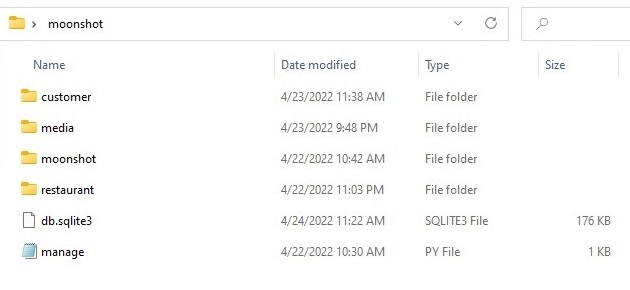 moonshot
Name Date modified Type Size
customer 4/23/2022 11:38 AM File folder
media 4/23/2022 9:48 PM File folder
moonshot 4/22/2022 10:42 AM File folder
restaurant 4/22/2022 11:03 PM File folder
db.sqlite3 4/24/2022 11:22 AM SQLITE3 File 176 KB
manage 4/22/2022 10:30 AM PY File 1 KB